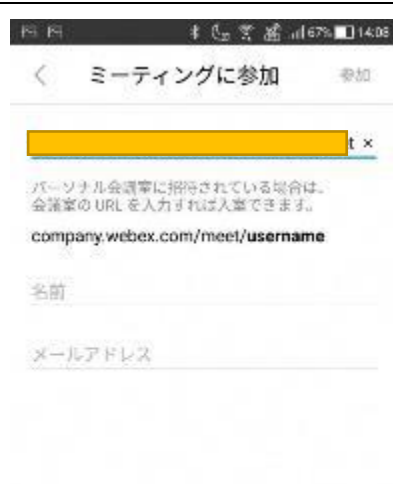 67% 14:08
ミーティングに参加 参加
t ×
パーソナル会議室に招待されている場合は、
会議室の URL を入力すれば入室できます。
company.webex.com/meet/username
名前
メールアドレス